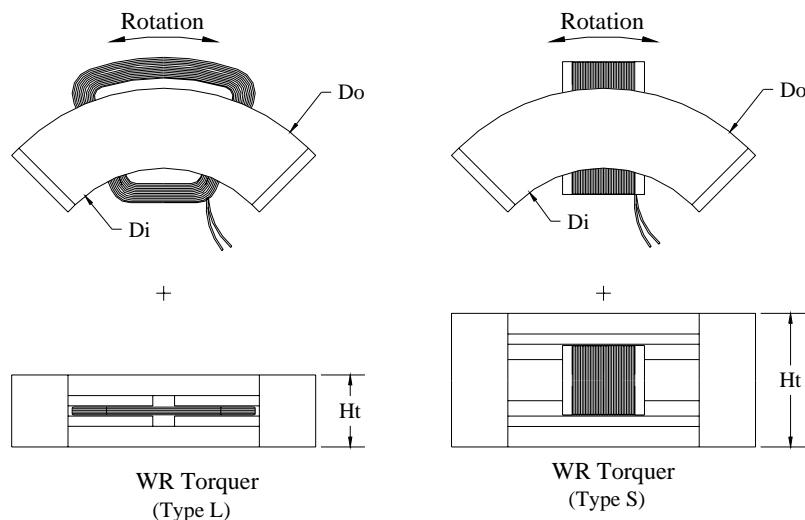 Rotation
Do
Di
Ht
WR Torquer
(Type L)
Rotation
Do
Di
Ht
WR Torquer
(Type S)